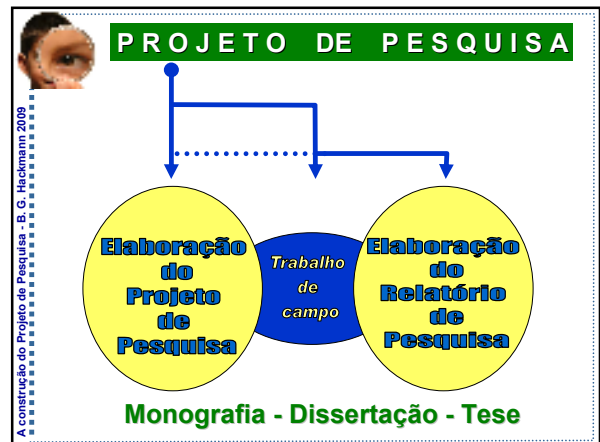 PROJETO DE PESQUISA
A construção do Projeto de Pesquisa - B. G. Hackmann 2009
Elaboração
do
Projeto
de
Pesquisa
Trabalho
de
campo
Elaboração
do
Relatório
de
Pesquisa
Monografia - Dissertação - Tese